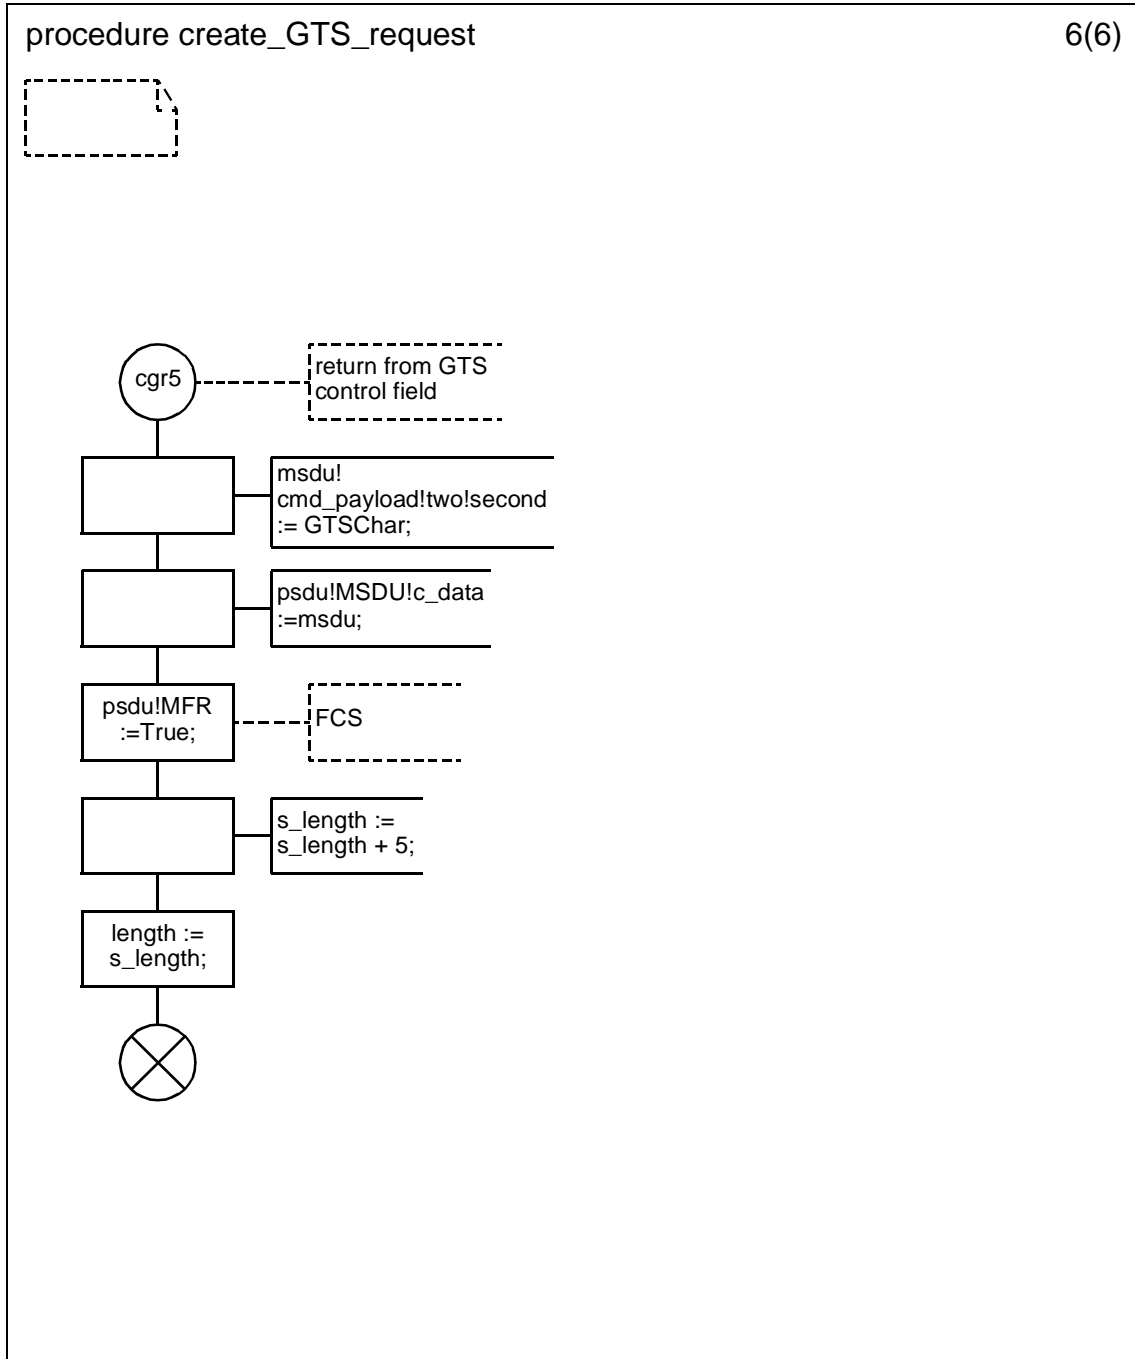 procedure create_GTS_request
6(6)
cgr5
return from GTS
control field
msdu!
cmd_payload!two!second
:= GTSChar;
psdu!MSDU!c_data
:=msdu;
psdu!MFR
:=True;
FCS
s_length :=
s_length + 5;
length :=
s_length;